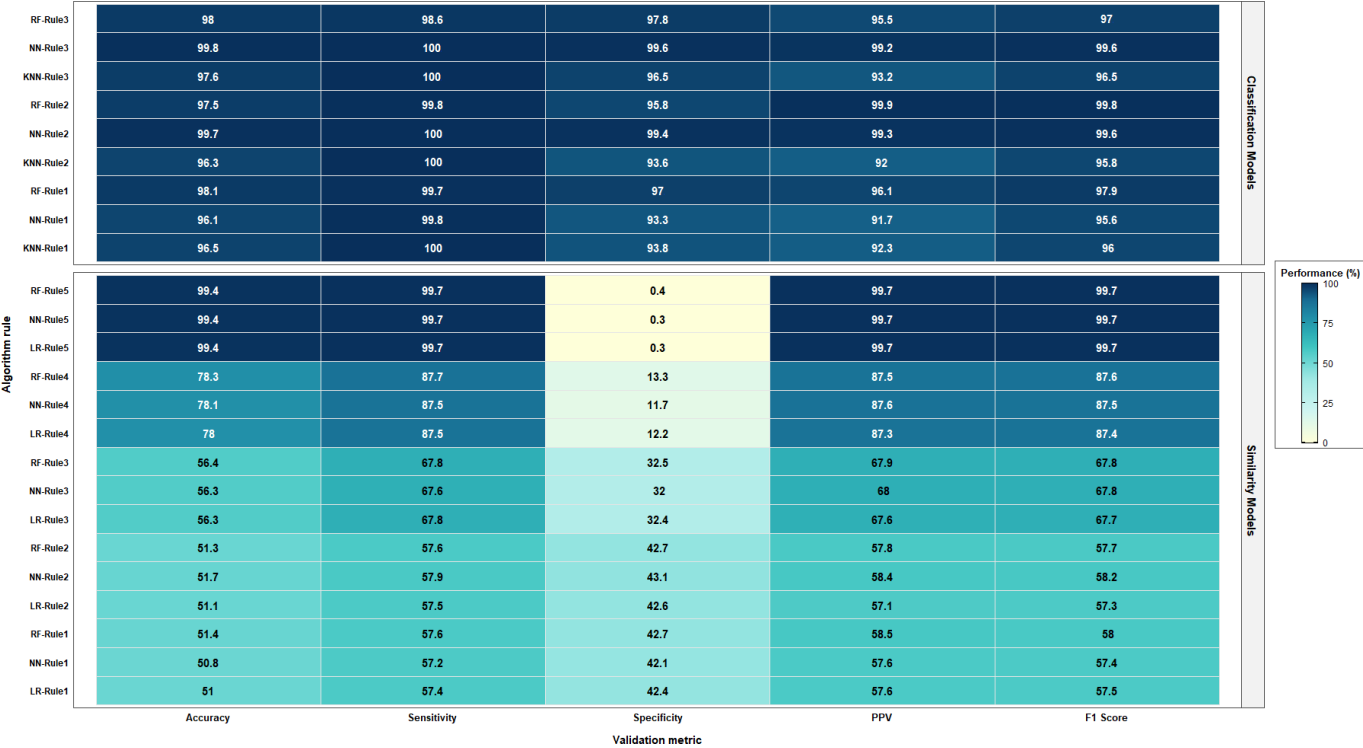 RF-Rule3 98 98.6 97.8 95.5 97
NN-Rule3 99.8 100 99.6 99.2 99.6
KNN-Rule3 97.6 100 96.5 93.2 96.5
RF-Rule2 97.5 99.8 95.8 99.9 99.8
NN-Rule2 99.7 100 99.4 99.3 99.6
KNN-Rule2 96.3 100 93.6 92 95.8
RF-Rule1 98.1 99.7 97 96.1 97.9
NN-Rule1 96.1 99.8 93.3 91.7 95.6
KNN-Rule1 96.5 100 93.8 92.3 96
Classification Models
RF-Rule5 99.4 99.7 0.4 99.7 99.7
NN-Rule5 99.4 99.7 0.3 99.7 99.7
LR-Rule5 99.4 99.7 0.3 99.7 99.7
RF-Rule4 78.3 87.7 13.3 87.5 87.6
NN-Rule4 78.1 87.5 11.7 87.6 87.5
LR-Rule4 78 87.5 12.2 87.3 87.4
RF-Rule3 56.4 67.8 32.5 67.9 67.8
NN-Rule3 56.3 67.6 32 68 67.8
LR-Rule3 56.3 67.8 32.4 67.6 67.7
RF-Rule2 51.3 57.6 42.7 57.8 57.7
NN-Rule2 51.7 57.9 43.1 58.4 58.2
LR-Rule2 51.1 57.5 42.6 57.1 57.3
RF-Rule1 51.4 57.6 42.7 58.5 58
NN-Rule1 50.8 57.2 42.1 57.6 57.4
LR-Rule1 51 57.4 42.4 57.6 57.5
Similarity Models
Algorithm rule
Accuracy Sensitivity Specificity PPV F1 Score
Validation metric
Performance (%)
100
75
50
25
0